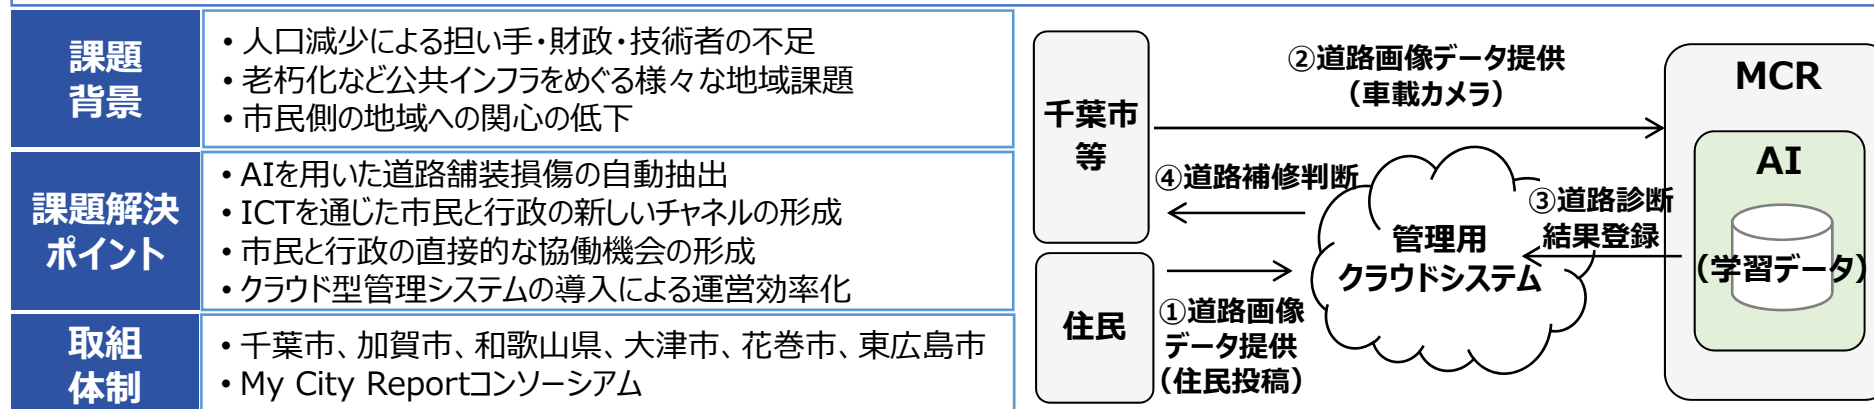 課題
背景
• 人口減少による担い手・財政・技術者の不足
• 老朽化など公共インフラをめぐる様々な地域課題
• 市民側の地域への関心の低下
課題解決
ポイント
• AIを用いた道路舗装損傷の自動抽出
• ICTを通じた市民と行政の新しいチャネルの形成
• 市民と行政の直接的な協働機会の形成
• クラウド型管理システムの導入による運営効率化
取組
体制
• 千葉市、加賀市、和歌山県、大津市、花巻市、東広島市
• My City Reportコンソーシアム
千葉市
等
②道路画像データ提供
（車載カメラ）
MCR
AI
（学習データ）
④道路補修判断
③道路診断
結果登録
管理用
クラウドシステム
住民
①道路画像
データ提供
（住民投稿）